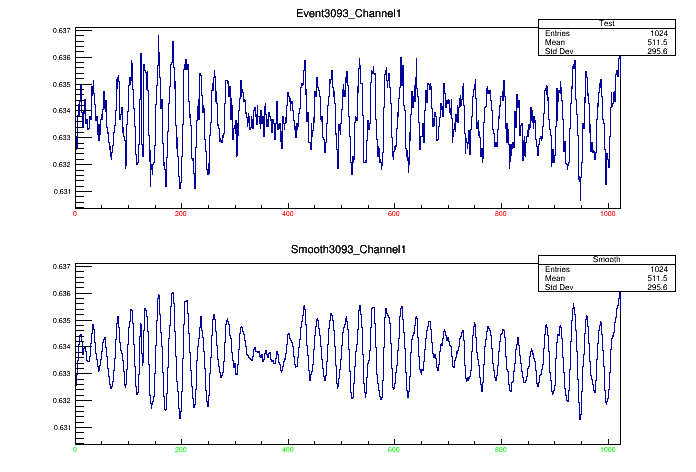 Event3093_Channel1
Test
Entries 1024
Mean 511.5
Std Dev 295.6
0.637
0.636
0.635
0.634
0.633
0.632
0.631
0 200 400 600 800 1000
Smooth3093_Channel1
Smooth
Entries 1024
Mean 511.5
Std Dev 295.6
0.637
0.636
0.635
0.634
0.633
0.632
0.631
0 200 400 600 800 1000